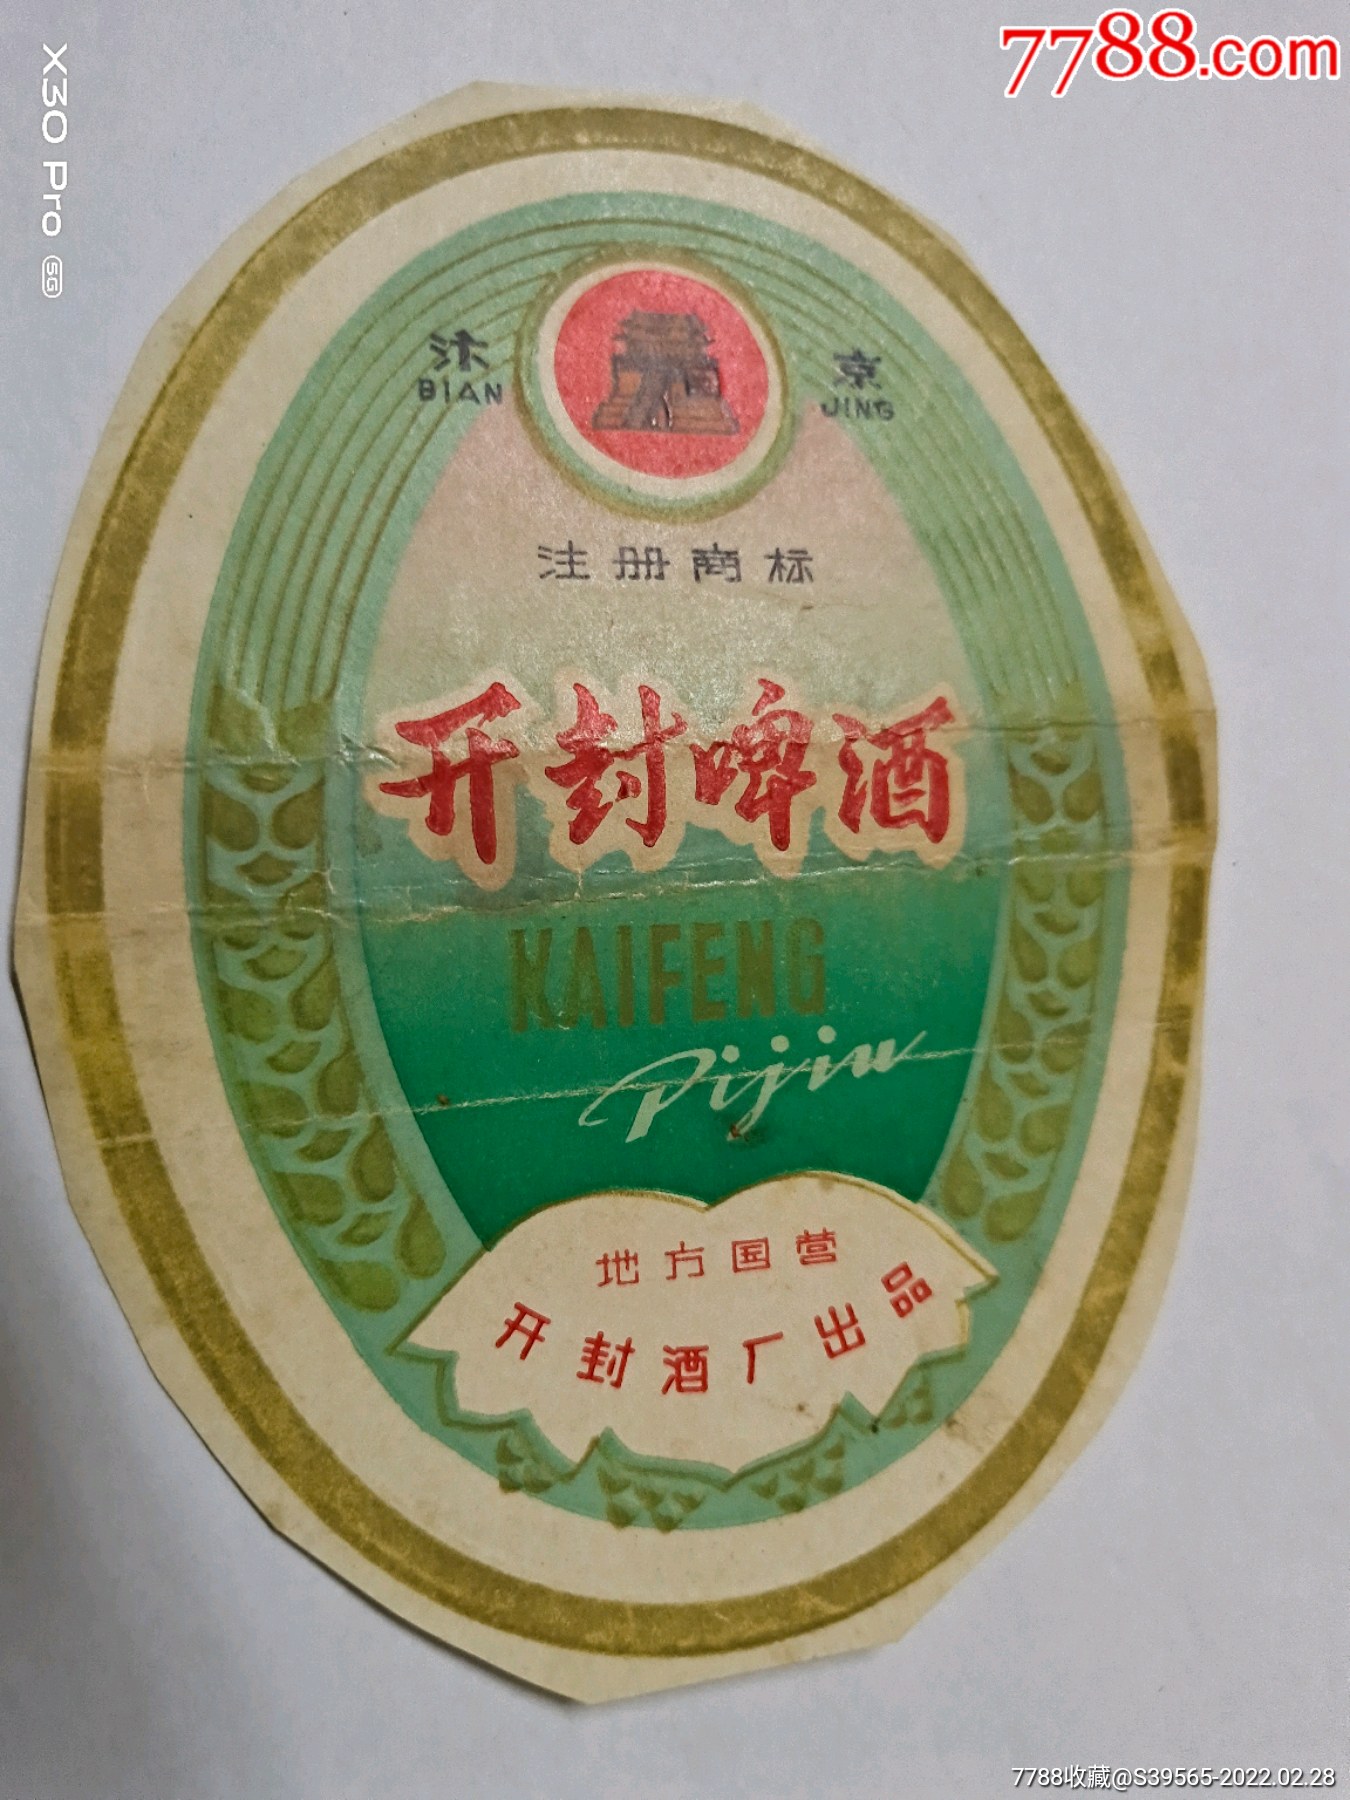 7788.com
X30 Pro 5G
汴 京
BIAN JING
注册商标
开封啤酒
KAIFENG
Pijiu
地方国营
开封酒厂出品
7788收藏@S39565-2022.02.28